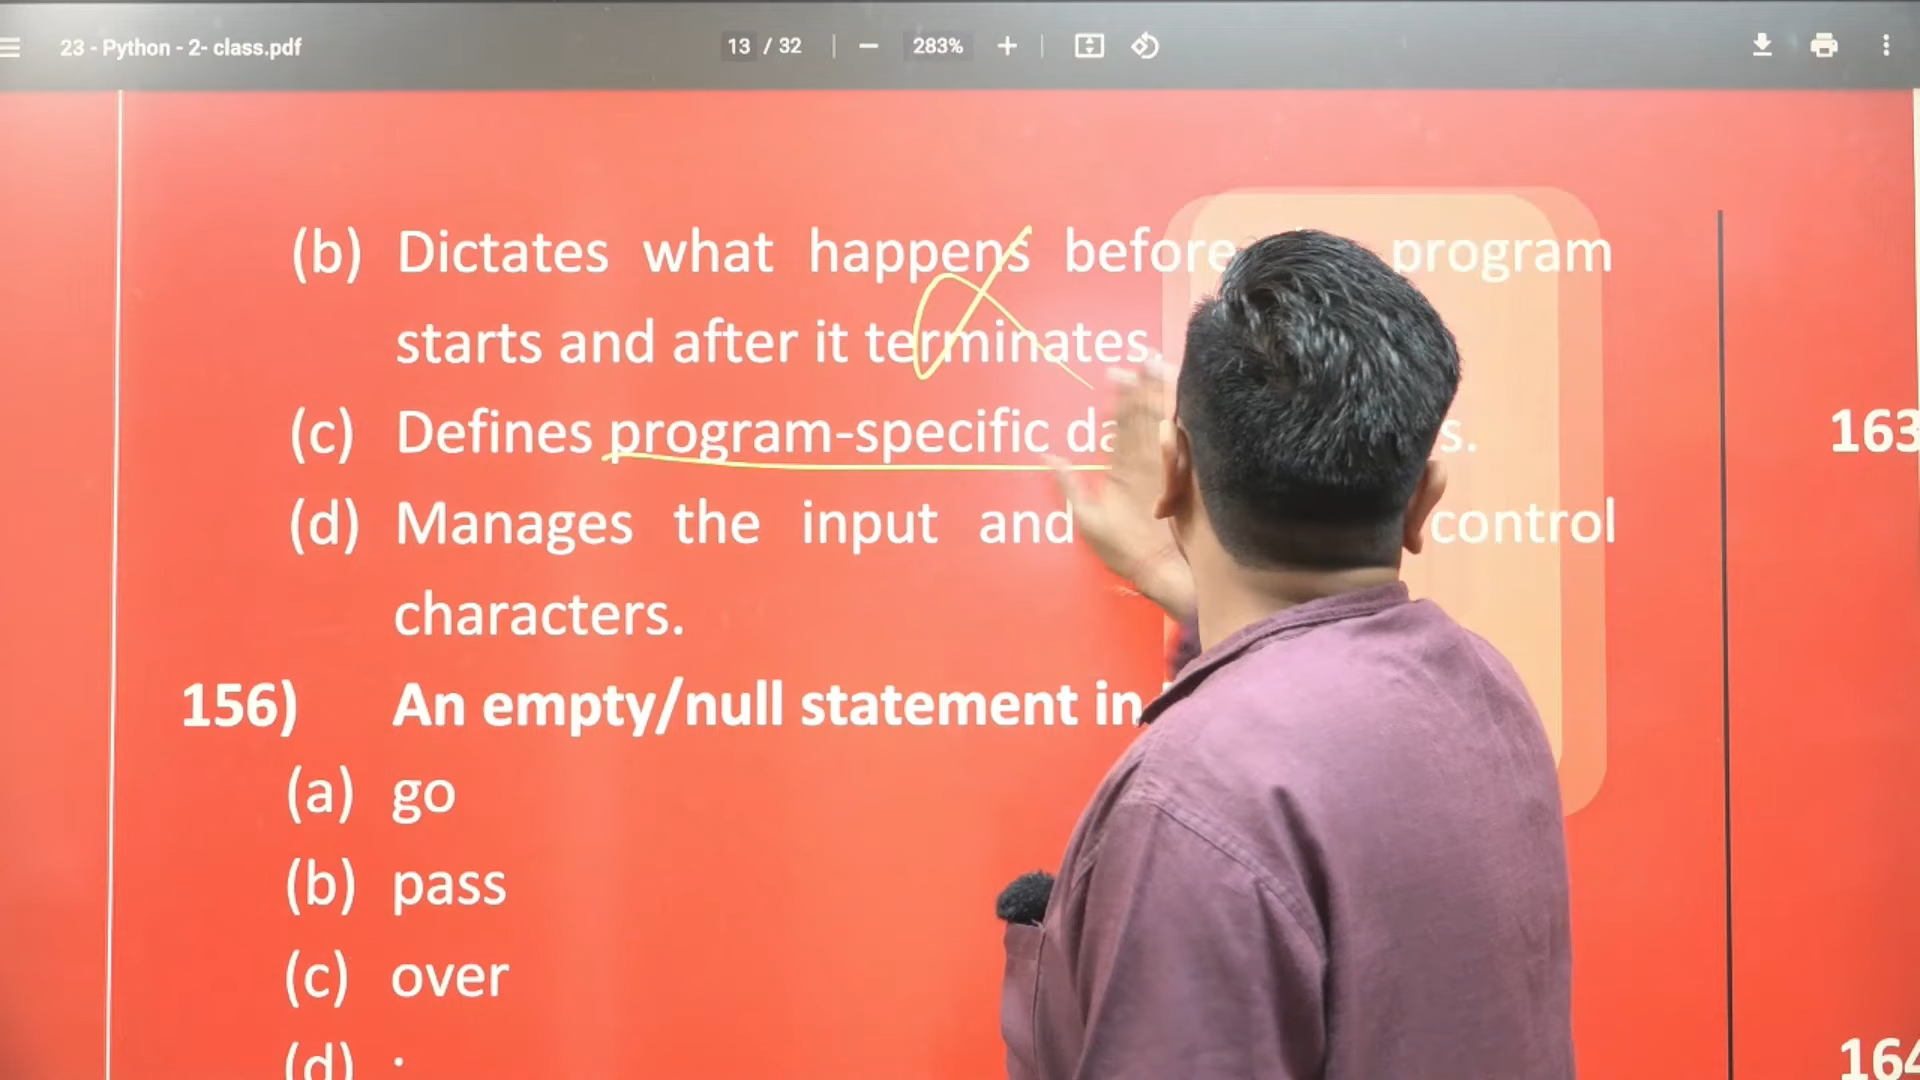 23 - Python - 2- class.pdf
13 / 32
283%
(b) Dictates what happens before program
starts and after it terminates.
(c) Defines program-specific
(d) Manages the input and control
characters.
156) An empty/null statement in
(a) go
(b) pass
(c) over
(d)
163
164